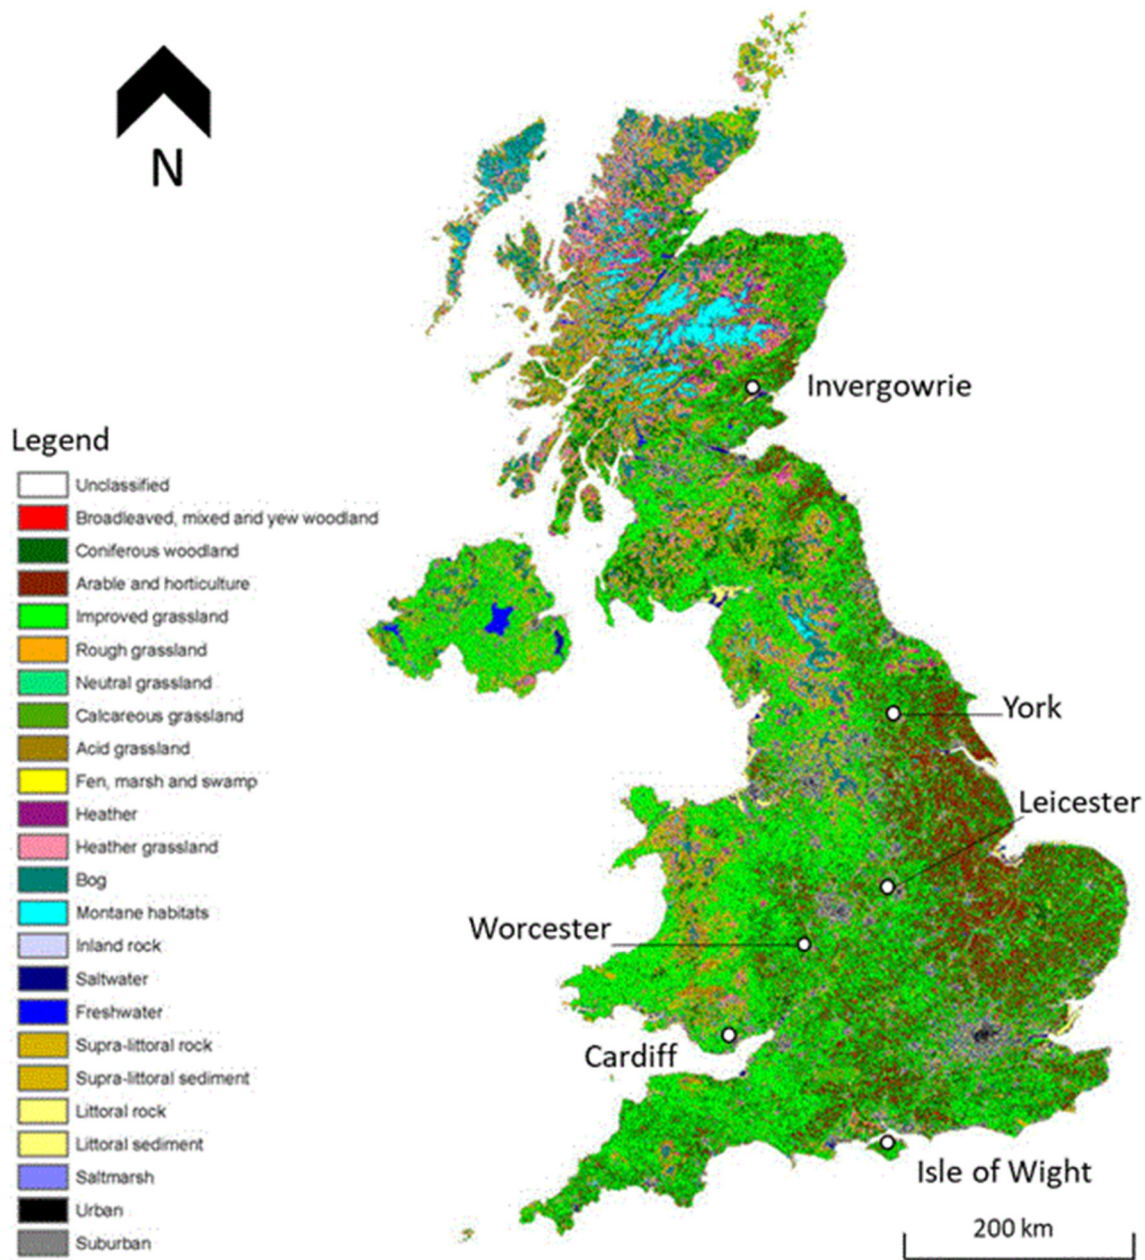 N
Invergowrie
Legend
Unclassified
Broadleaved, mixed and yew woodland
Coniferous woodland
Arable and horticulture
Improved grassland
Rough grassland
Neutral grassland
Calcareous grassland
Acid grassland
Fen, marsh and swamp
Heather
Heather grassland
Bog
Montane habitats
Inland rock
Saltwater
Freshwater
Supra-littoral rock
Supra-littoral sediment
Littoral rock
Littoral sediment
Saltmarsh
Urban
Suburban
York
Leicester
Worcester
Cardiff
Isle of Wight
200 km